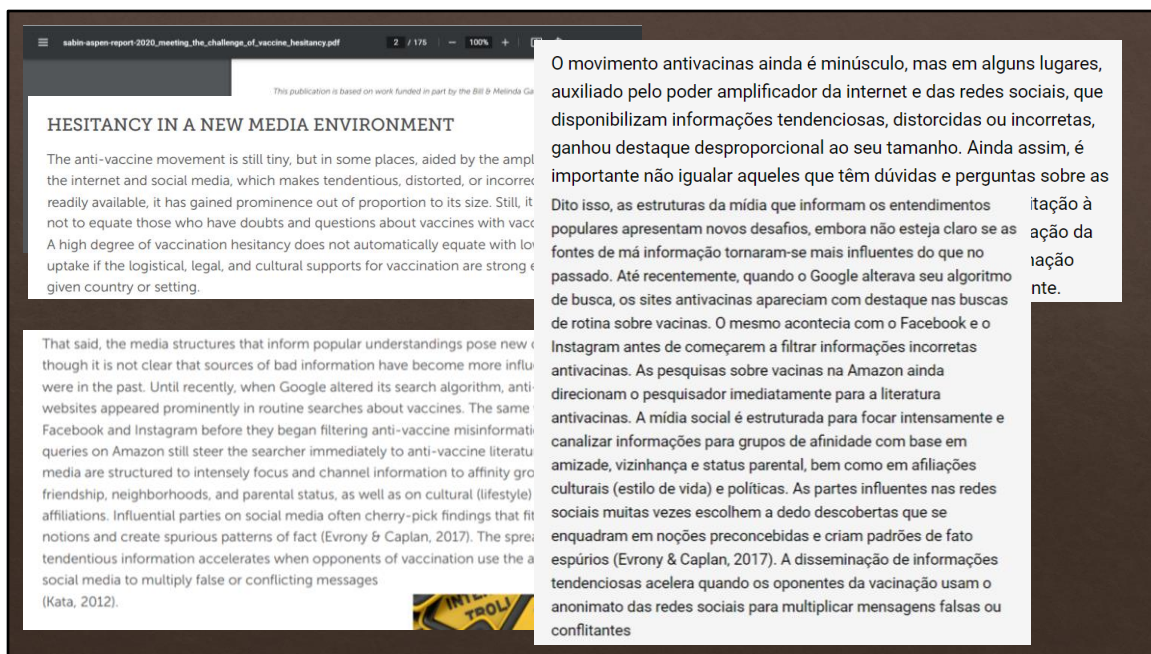 sabin-aspen-report-2020_meeting_the_challenge_of_vaccine_hesitancy.pdf
2 / 175
100%
This publication is based on work funded in part by the Bill & Melinda
HESITANCY IN A NEW MEDIA ENVIRONMENT
The anti-vaccine movement is still tiny, but in some places, aided by the
the internet and social media, which makes tendentious, distorted, or
readily available, it has gained prominence out of proportion to its size. Still, it
not to equate those who have doubts and questions about vaccines with
A high degree of vaccination hesitancy does not automatically equate with
uptake if the logistical, legal, and cultural supports for vaccination are strong
given country or setting.
That said, the media structures that inform popular understandings pose new
though it is not clear that sources of bad information have become more
were in the past. Until recently, when Google altered its search algorithm, anti-
websites appeared prominently in routine searches about vaccines. The same
Facebook and Instagram before they began filtering anti-vaccine
queries on Amazon still steer the searcher immediately to anti-vaccine
media are structured to intensely focus and channel information to affinity
friendship, neighborhoods, and parental status, as well as on cultural (lifestyle)
affiliations. Influential parties on social media often cherry-pick findings that
notions and create spurious patterns of fact (Evrony & Caplan, 2017). The
tendentious information accelerates when opponents of vaccination use the
social media to multiply false or conflicting messages
(Kata, 2012).
TROLL
O movimento antivacinas ainda é minúsculo, mas em alguns lugares,
auxiliado pelo poder amplificador da internet e das redes sociais, que
disponibilizam informações tendenciosas, distorcidas ou incorretas,
ganhou destaque desproporcional ao seu tamanho. Ainda assim, é
importante não igualar aqueles que têm dúvidas e perguntas sobre as
Dito isso, as estruturas da mídia que informam os entendimentos
populares apresentam novos desafios, embora não esteja claro se as
fontes de má informação tornaram-se mais influentes do que no
passado. Até recentemente, quando o Google alterava seu algoritmo
de busca, os sites antivacinas apareciam com destaque nas buscas
de rotina sobre vacinas. O mesmo acontecia com o Facebook e o
Instagram antes de começarem a filtrar informações incorretas
antivacinas. As pesquisas sobre vacinas na Amazon ainda
direcionam o pesquisador imediatamente para a literatura
antivacinas. A mídia social é estruturada para focar intensamente e
canalizar informações para grupos de afinidade com base em
amizade, vizinhança e status parental, bem como em afiliações
culturais (estilo de vida) e políticas. As partes influentes nas redes
sociais muitas vezes escolhem a dedo descobertas que se
enquadram em noções preconcebidas e criam padrões de fato
espúrios (Evrony & Caplan, 2017). A disseminação de informações
tendenciosas acelera quando os oponentes da vacinação usam o
anonimato das redes sociais para multiplicar mensagens falsas ou
conflitantes